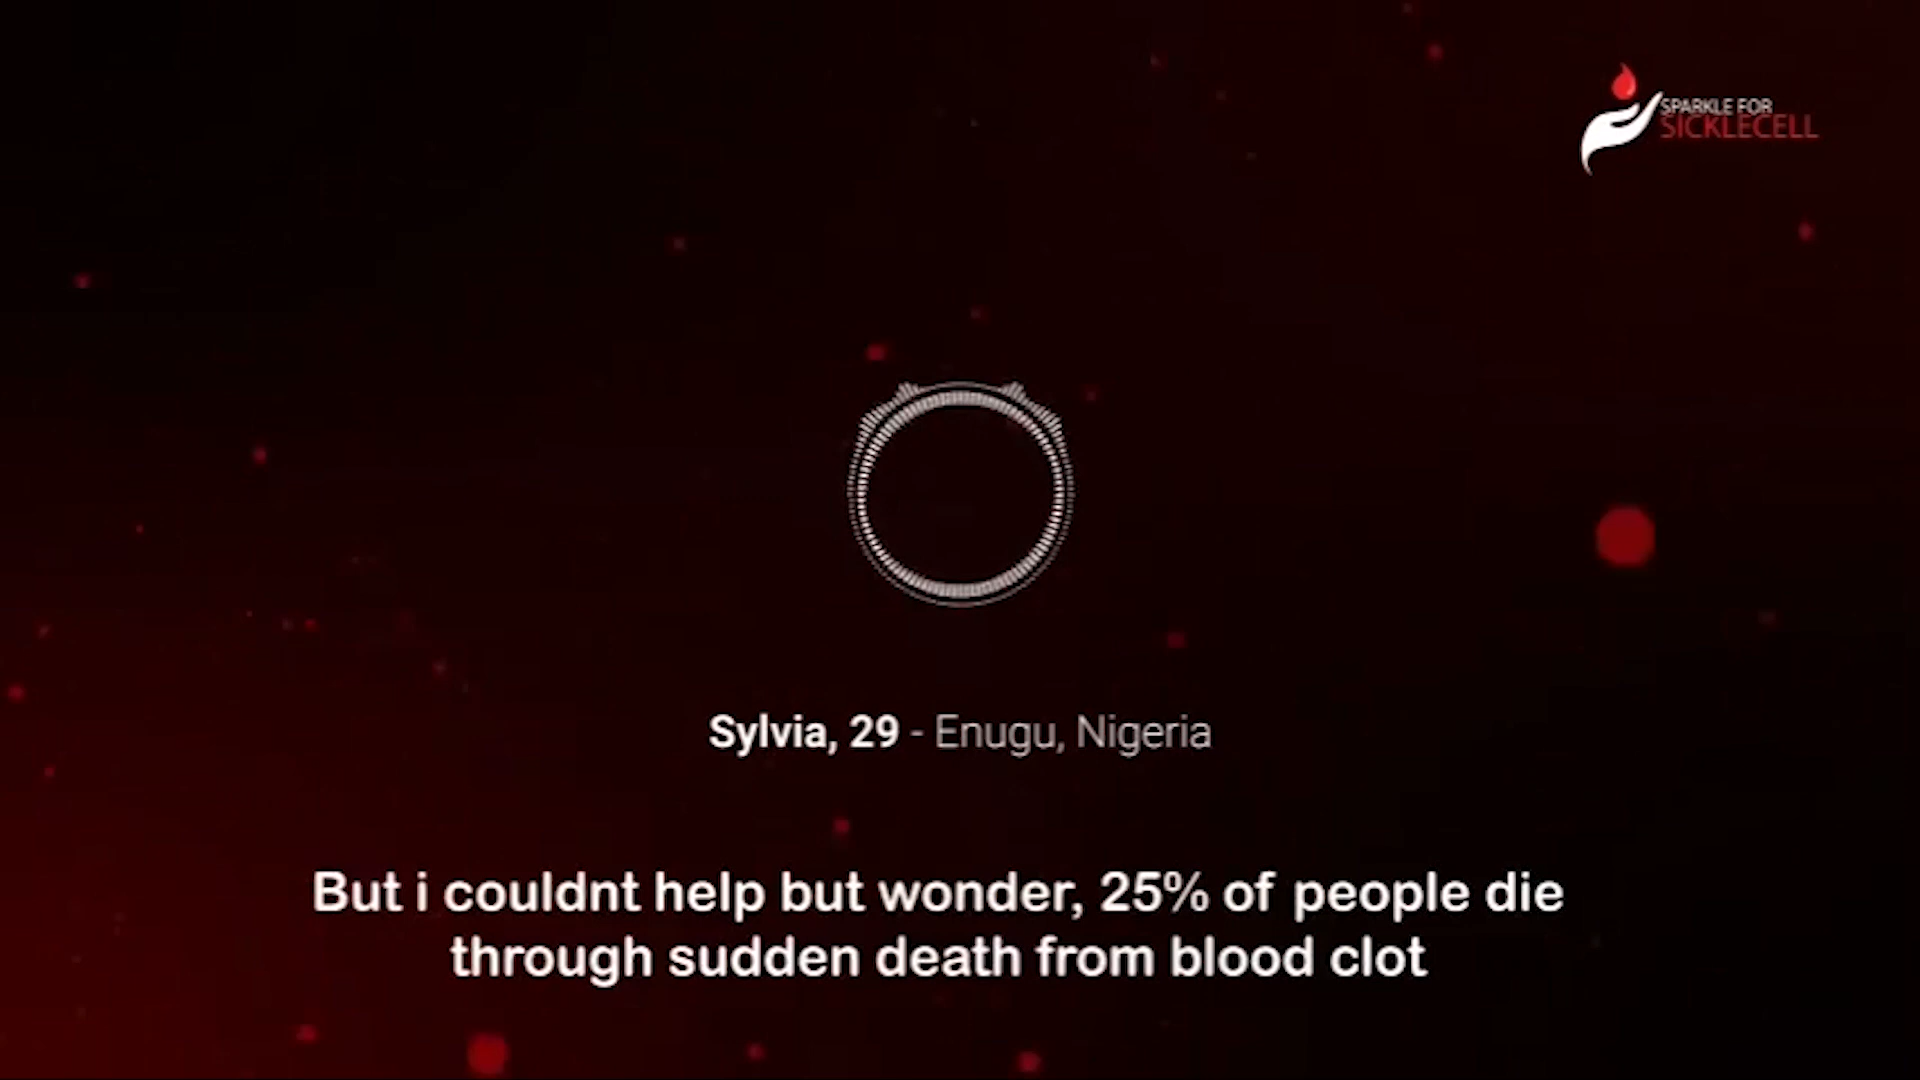 SPARKLE FOR
SICKLECELL
Sylvia, 29 - Enugu, Nigeria
But i couldnt help but wonder, 25% of people die
through sudden death from blood clot